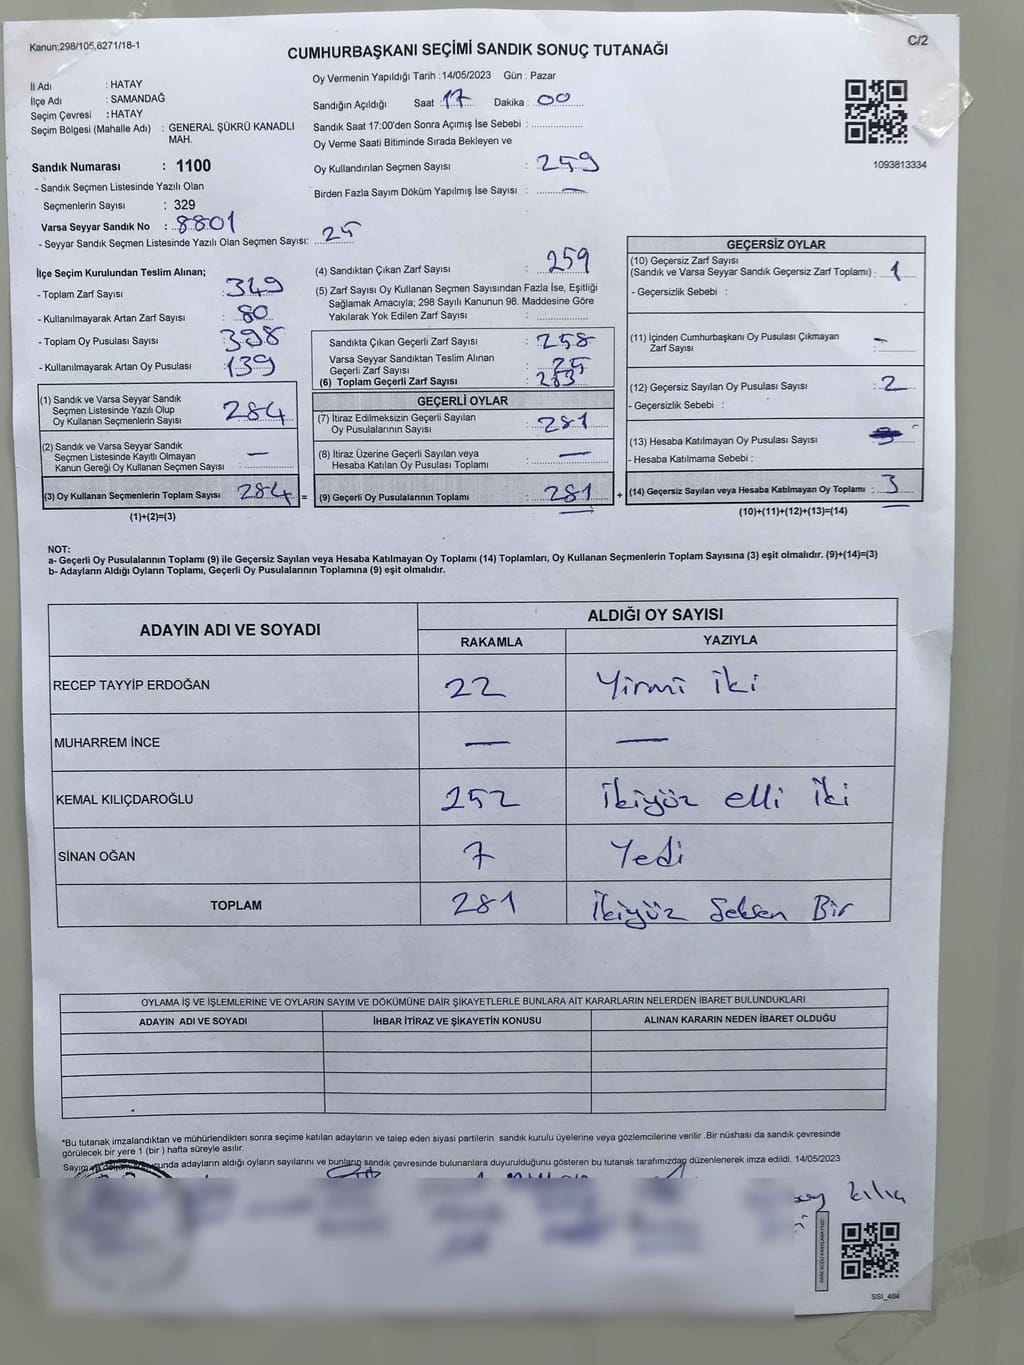 Kanun;298/105,6271/18-1
C/2
CUMHURBAŞKANI SEÇİMİ SANDIK SONUÇ TUTANAĞI
İl Adı : HATAY
İlçe Adı : SAMANDAĞ
Seçim Çevresi : HATAY
Seçim Bölgesi (Mahalle Adı) : GENERAL ŞÜKRÜ KANADLI
MAH.
Sandık Numarası : 1100
- Sandık Seçmen Listesinde Yazılı Olan
Seçmenlerin Sayısı : 329
Varsa Seyyar Sandık No : 8801
- Seyyar Sandık Seçmen Listesinde Yazılı Olan Seçmen Sayısı: 25
Oy Vermenin Yapıldığı Tarih :14/05/2023 Gün : Pazar
Sandığın Açıldığı Saat : 17 Dakika : 00
Sandık Saat 17:00'den Sonra Açımış İse Sebebi :
Oy Verme Saati Bitiminde Sırada Bekleyen ve
Oy Kullandırılan Seçmen Sayısı : 259
Birden Fazla Sayım Döküm Yapılmış İse Sayısı : —
1093813334
İlçe Seçim Kurulundan Teslim Alınan;
- Toplam Zarf Sayısı : 349
- Kullanılmayarak Artan Zarf Sayısı : 80
- Toplam Oy Pusulası Sayısı : 398
- Kullanılmayarak Artan Oy Pusulası : 139
(1) Sandık ve Varsa Seyyar Sandık
Seçmen Listesinde Yazılı Olup
Oy Kullanan Seçmenlerin Sayısı : 284
(2) Sandık ve Varsa Seyyar Sandık
Seçmen Listesinde Kayıtlı Olmayan
Kanun Gereği Oy Kullanan Seçmen Sayısı : —
(3) Oy Kullanan Seçmenlerin Toplam Sayısı 284 =
(1)+(2)=(3)
(4) Sandıktan Çıkan Zarf Sayısı : 259
(5) Zarf Sayısı Oy Kullanan Seçmen Sayısından Fazla İse, Eşitliği
Sağlamak Amacıyla; 298 Sayılı Kanunun 98. Maddesine Göre
Yakılarak Yok Edilen Zarf Sayısı :
Sandıkta Çıkan Geçerli Zarf Sayısı : 258
Varsa Seyyar Sandıktan Teslim Alınan
Geçerli Zarf Sayısı : 25
(6) Toplam Geçerli Zarf Sayısı : 283
GEÇERLİ OYLAR
(7) İtiraz Edilmeksizin Geçerli Sayılan
Oy Pusulalarının Sayısı : 281
(8) İtiraz Üzerine Geçerli Sayılan veya
Hesaba Katılan Oy Pusulası Toplamı : —
(9) Geçerli Oy Pusulalarının Toplamı : 281 +
GEÇERSİZ OYLAR
(10) Geçersiz Zarf Sayısı
(Sandık ve Varsa Seyyar Sandık Geçersiz Zarf Toplamı) : 1
- Geçersizlik Sebebi :
(11) İçinden Cumhurbaşkanı Oy Pusulası Çıkmayan
Zarf Sayısı : —
(12) Geçersiz Sayılan Oy Pusulası Sayısı : 2
- Geçersizlik Sebebi :
(13) Hesaba Katılmayan Oy Pusulası Sayısı : —
- Hesaba Katılmama Sebebi :
(14) Geçersiz Sayılan veya Hesaba Katılmayan Oy Toplamı : 3
(10)+(11)+(12)+(13)=(14)
NOT:
a- Geçerli Oy Pusulalarının Toplamı (9) ile Geçersiz Sayılan veya Hesaba Katılmayan Oy Toplamı (14) Toplamları, Oy Kullanan Seçmenlerin Toplam Sayısına (3) eşit olmalıdır. (9)+(14)=(3)
b- Adayların Aldığı Oyların Toplamı, Geçerli Oy Pusulalarının Toplamına (9) eşit olmalıdır.
ADAYIN ADI VE SOYADI ALDIĞI OY SAYISI
RAKAMLA YAZIYLA
RECEP TAYYİP ERDOĞAN 22 Yirmi iki
MUHARREM İNCE — —
KEMAL KILIÇDAROĞLU 252 İkiyüz elli iki
SİNAN OĞAN 7 Yedi
TOPLAM 281 İkiyüz Seksen Bir
OYLAMA İŞ VE İŞLEMLERİNE VE OYLARIN SAYIM VE DÖKÜMÜNE DAİR ŞİKAYETLERLE BUNLARA AİT KARARLARIN NELERDEN İBARET BULUNDUKLARI
ADAYIN ADI VE SOYADI İHBAR İTİRAZ VE ŞİKAYETİN KONUSU ALINAN KARARIN NEDEN İBARET OLDUĞU
*Bu tutanak imzalandıktan ve mühürlendikten sonra seçime katılan adayların ve talep eden siyasi partilerin sandık kurulu üyelerine veya gözlemcilerine verilir .Bir nüshası da sandık çevresinde
görülecek bir yere 1 (bir ) hafta süreyle asılır.
Sayım adayların aldığı oyların sayılarını ve bunların sandık çevresinde bulunanlara duyurulduğunu gösteren bu tutanak tarafımızdan düzenlenerek imza edildi. 14/05/2023
SSI_404